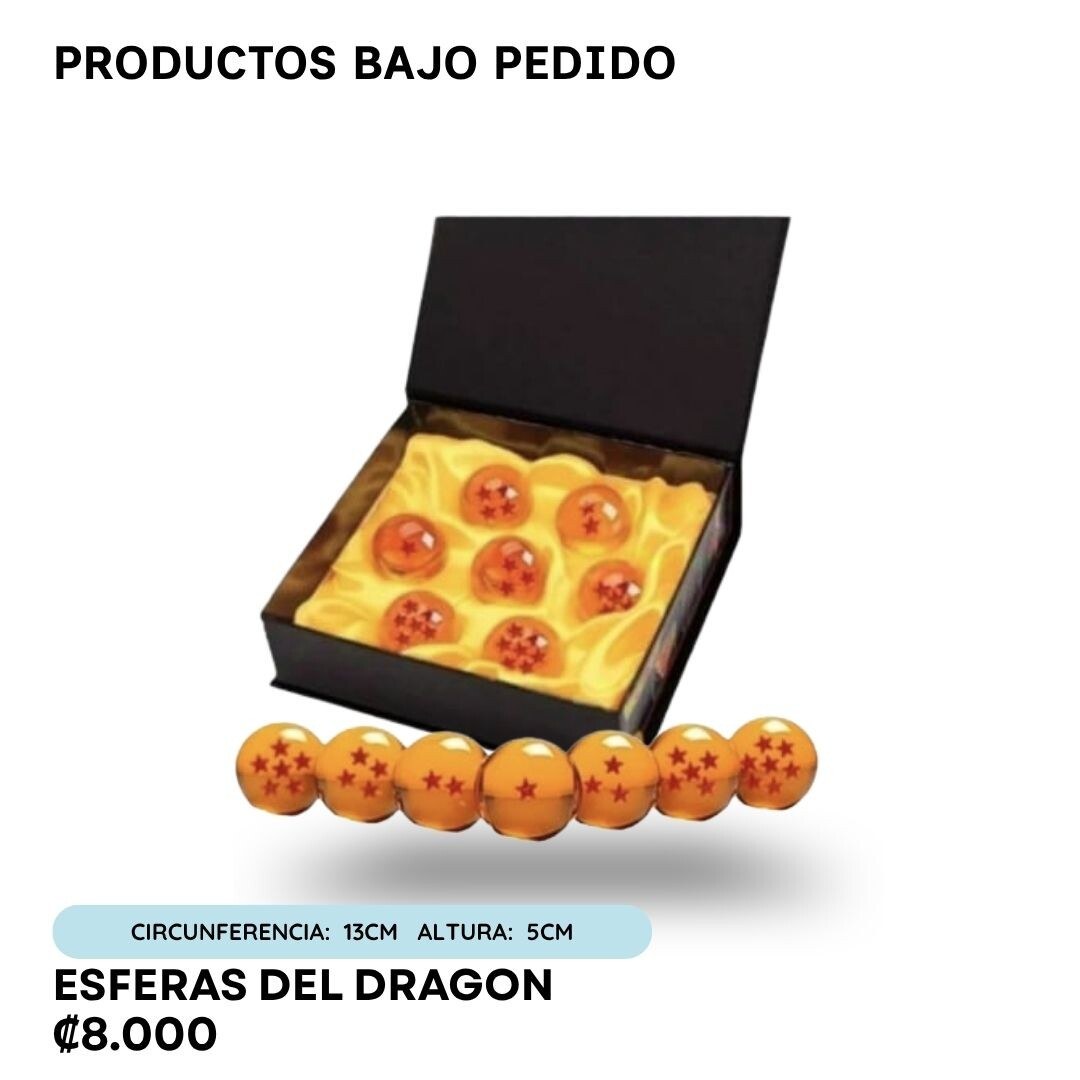 PRODUCTOS BAJO PEDIDO
CIRCUNFERENCIA: 13CM ALTURA: 5CM
ESFERAS DEL DRAGON
₡8.000